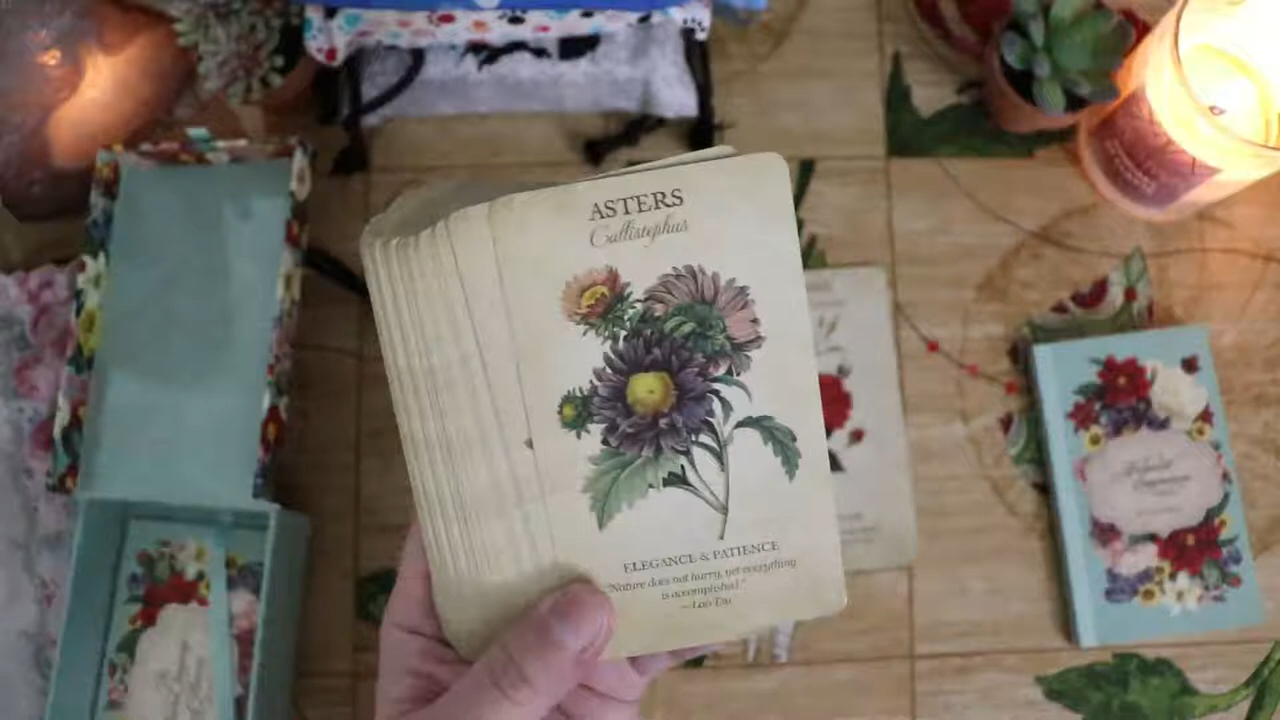 ASTERS
Callistephus
ELEGANCE & PATIENCE
"Nature does not hurry, yet everything
is accomplished."
—Lao Tzu